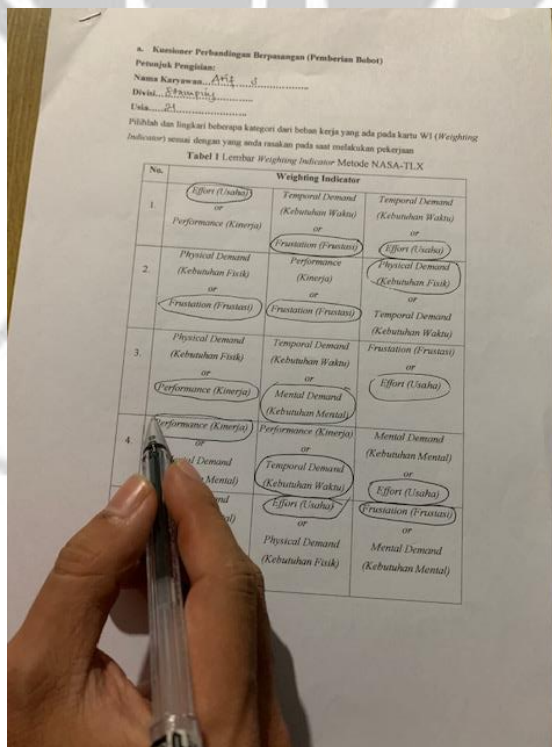 a. Kuesioner Perbandingan Berpasangan (Pemberian Bobot)
Petunjuk Pengisian:
Nama Karyawan... Arif S
Divisi... Stamping
Usia..... 21
Pilihlah dan lingkari beberapa kategori dari beban kerja yang ada pada kartu WI (Weighting
Indicator) sesuai dengan yang anda rasakan pada saat melakukan pekerjaan
Tabel 1 Lembar Weighting Indicator Metode NASA-TLX
No.
Weighting Indicator
1.
Effort (Usaha)
or
Performance (Kinerja)
Temporal Demand
(Kebutuhan Waktu)
or
Frustation (Frustasi)
Temporal Demand
(Kebutuhan Waktu)
or
Effort (Usaha)
2.
Physical Demand
(Kebutuhan Fisik)
or
Frustation (Frustasi)
Performance
(Kinerja)
or
Frustation (Frustasi)
Physical Demand
(Kebutuhan Fisik)
or
Temporal Demand
(Kebutuhan Waktu)
3.
Physical Demand
(Kebutuhan Fisik)
or
Performance (Kinerja)
Temporal Demand
(Kebutuhan Waktu)
or
Mental Demand
(Kebutuhan Mental)
Frustation (Frustasi)
or
Effort (Usaha)
4.
Performance (Kinerja)
or
Demand
Mental)
Performance (Kinerja)
or
Temporal Demand
(Kebutuhan Waktu)
Mental Demand
(Kebutuhan Mental)
or
Effort (Usaha)
Effort (Usaha)
or
Physical Demand
(Kebutuhan Fisik)
Frustation (Frustasi)
or
Mental Demand
(Kebutuhan Mental)